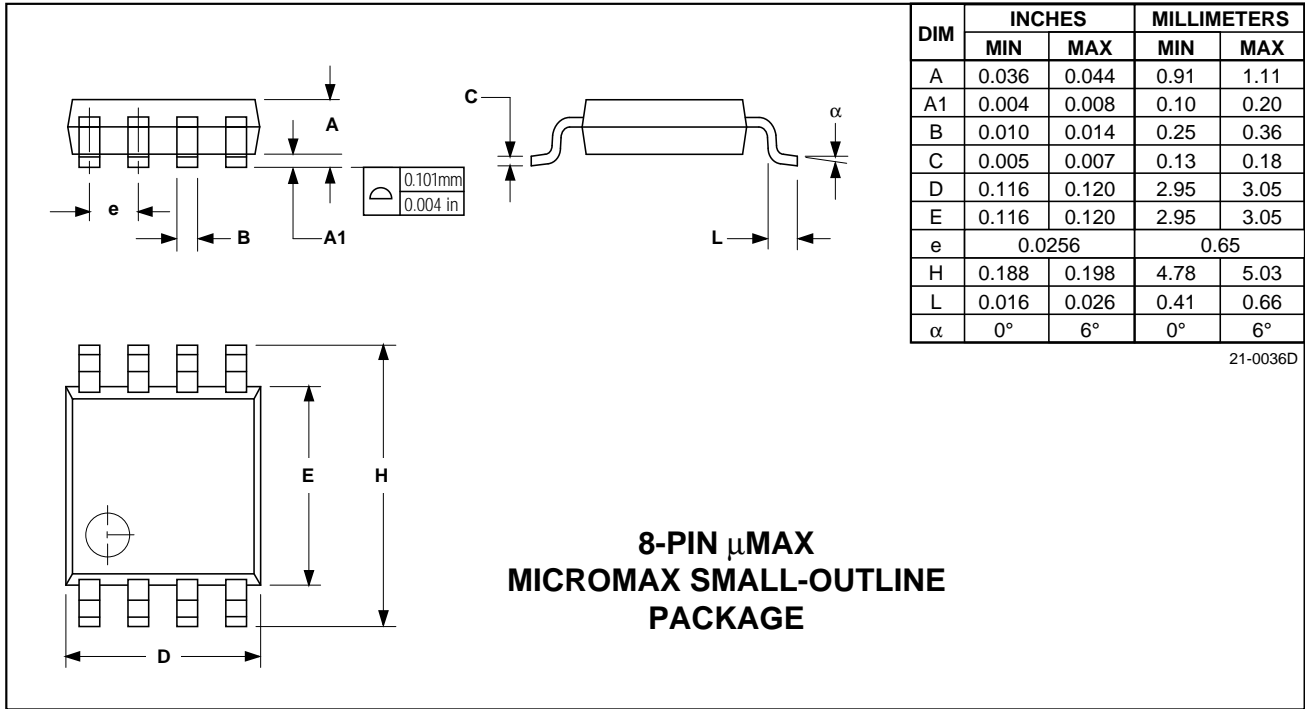 DIM INCHES MILLIMETERS
MIN MAX MIN MAX
A 0.036 0.044 0.91 1.11
A1 0.004 0.008 0.10 0.20
B 0.010 0.014 0.25 0.36
C 0.005 0.007 0.13 0.18
D 0.116 0.120 2.95 3.05
E 0.116 0.120 2.95 3.05
e 0.0256 0.65
H 0.188 0.198 4.78 5.03
L 0.016 0.026 0.41 0.66
α 0° 6° 0° 6°
21-0036D
A
C
α
0.101mm
0.004 in
e
B
A1
L
E
H
D
8-PIN µMAX
MICROMAX SMALL-OUTLINE
PACKAGE